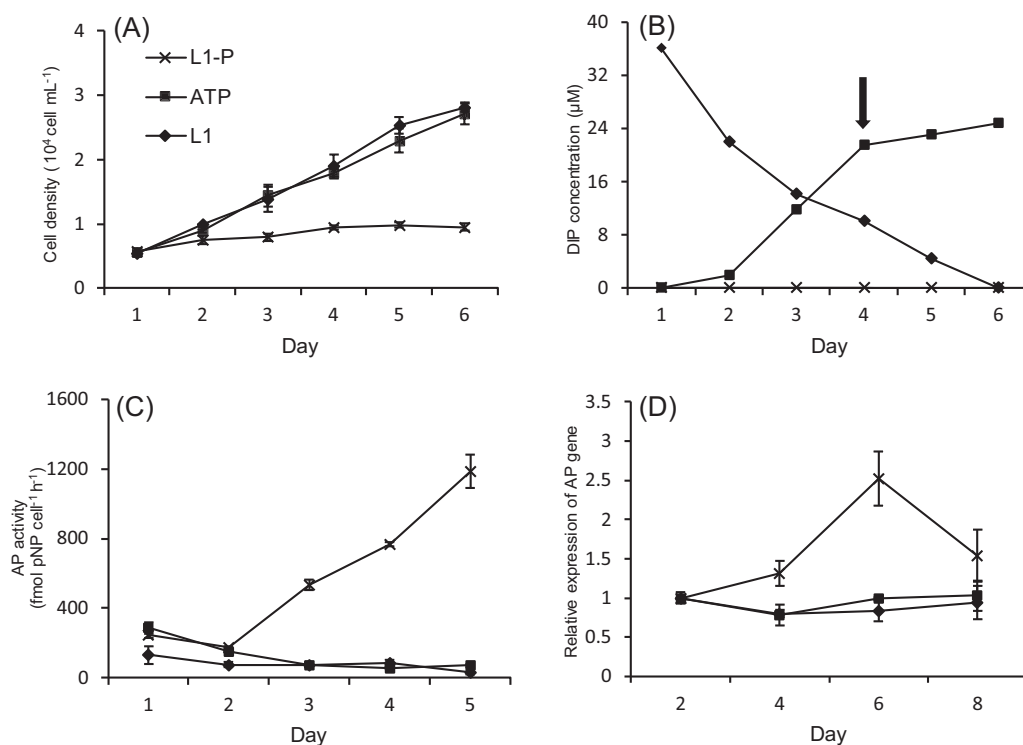 (A)
Cell density (10⁴ cell mL⁻¹)
4
3
2
1
0
L1-P
ATP
L1
1 2 3 4 5 6
Day
(B)
DIP concentration (µM)
40
32
24
16
8
0
1 2 3 4 5 6
Day
(C)
AP activity
(fmol pNP cell⁻¹ h⁻¹)
1600
1200
800
400
0
1 2 3 4 5
Day
(D)
Relative expression of AP gene
3.5
3
2.5
2
1.5
1
0.5
0
2 4 6 8
Day